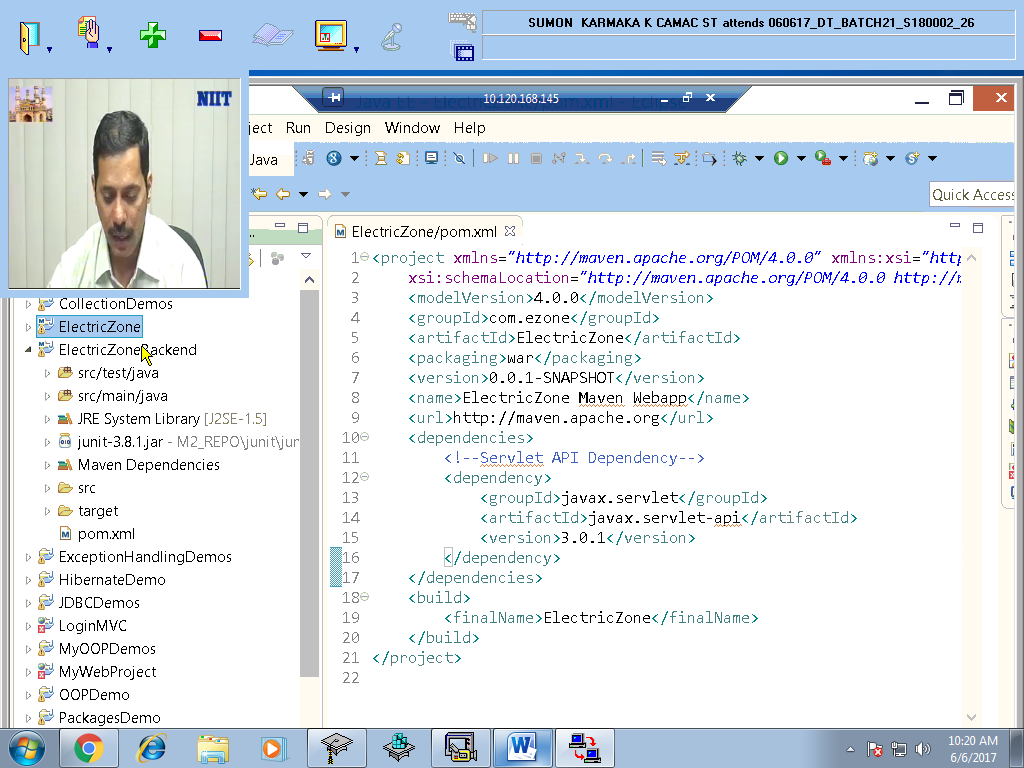 SUMON KARMAKA K CAMAC ST attends 060617_DT_BATCH21_S180002_26
NIIT
10.120.168.145
ject Run Design Window Help
Java
Quick Access
ElectricZone/pom.xml
CollectionDemos
ElectricZone
ElectricZoneBackend
src/test/java
src/main/java
JRE System Library [J2SE-1.5]
junit-3.8.1.jar - M2_REPO\junit\jun
Maven Dependencies
src
target
pom.xml
ExceptionHandlingDemos
HibernateDemo
JDBCDemos
LoginMVC
MyOOPDemos
MyWebProject
OOPDemo
PackagesDemo
1 <project xmlns="http://maven.apache.org/POM/4.0.0" xmlns:xsi="http
2 xsi:schemaLocation="http://maven.apache.org/POM/4.0.0 http://m
3 <modelVersion>4.0.0</modelVersion>
4 <groupId>com.ezone</groupId>
5 <artifactId>ElectricZone</artifactId>
6 <packaging>war</packaging>
7 <version>0.0.1-SNAPSHOT</version>
8 <name>ElectricZone Maven Webapp</name>
9 <url>http://maven.apache.org</url>
10 <dependencies>
11 <!--Servlet API Dependency-->
12 <dependency>
13 <groupId>javax.servlet</groupId>
14 <artifactId>javax.servlet-api</artifactId>
15 <version>3.0.1</version>
16 </dependency>
17 </dependencies>
18 <build>
19 <finalName>ElectricZone</finalName>
20 </build>
21 </project>
22
10:20 AM
6/6/2017